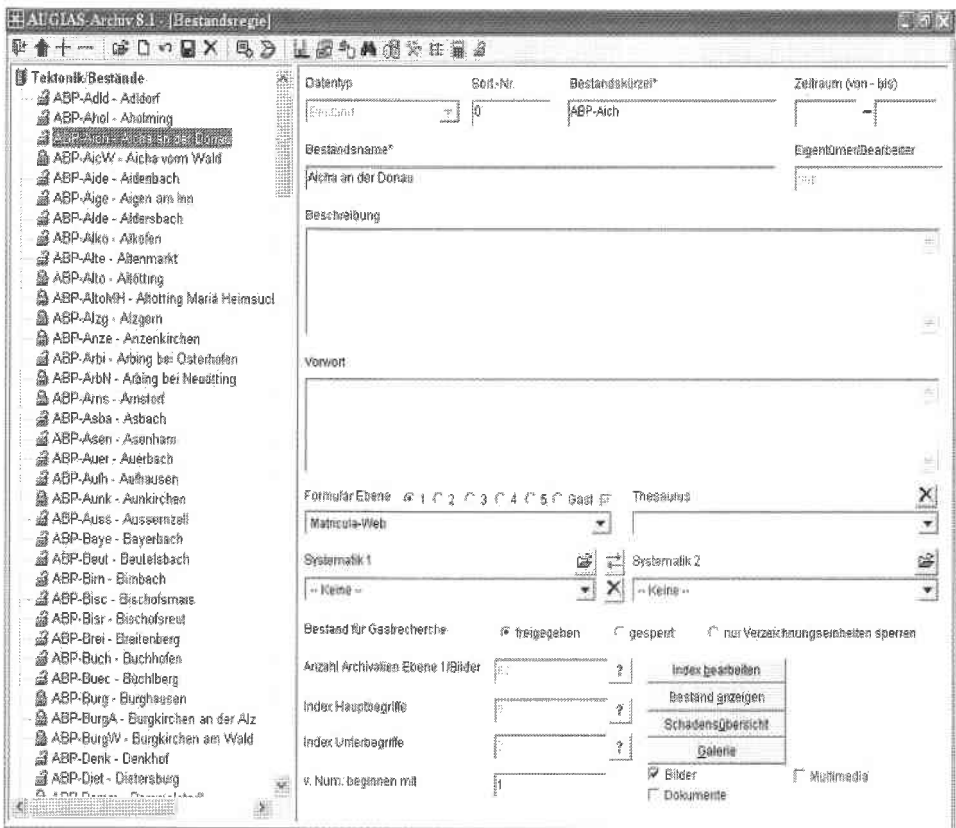 AUGIAS-Archiv 8.1 - [Bestandsregie]
Tektonik/Bestände
ABP-Adld - Adldorf
ABP-Ahol - Aholming
ABP-Aich - Aicha an der Donau
ABP-AicW - Aicha vorm Wald
ABP-Aide - Aidenbach
ABP-Aige - Aigen am Inn
ABP-Alde - Aldersbach
ABP-Alko - Alkofen
ABP-Alte - Altenmarkt
ABP-Alto - Altötting
ABP-AltoMH - Altötting Mariä Heimsucl
ABP-Alzg - Alzgern
ABP-Anze - Anzenkirchen
ABP-Arbi - Arbing bei Osterhofen
ABP-ArbN - Arbing bei Neuötting
ABP-Arns - Arnstorf
ABP-Asba - Asbach
ABP-Asen - Asenham
ABP-Auer - Auerbach
ABP-Aufh - Aufhausen
ABP-Aunk - Aunkirchen
ABP-Auss - Aussernzell
ABP-Baye - Bayerbach
ABP-Beut - Beutelsbach
ABP-Birn - Birnbach
ABP-Bisc - Bischofsmais
ABP-Bisr - Bischofsreut
ABP-Brei - Breitenberg
ABP-Buch - Buchhofen
ABP-Buec - Büchlberg
ABP-Burg - Burghausen
ABP-BurgA - Burgkirchen an der Alz
ABP-BurgW - Burgkirchen am Wald
ABP-Denk - Denkhof
ABP-Diet - Dietersburg
Datentyp Sort-Nr. Bestandskürzel* Zeitraum (von - bis)
Bestand 0 ABP-Aich –
Bestandsname* Eigentümer/Bearbeiter
Aicha an der Donau
Beschreibung
Vorwort
Formular Ebene 1 2 3 4 5 Gast Thesaurus
Matricula-Web
Systematik 1 Systematik 2
-- Keine -- -- Keine --
Bestand für Gastrecherche freigegeben gesperrt nur Verzeichnungseinheiten sperren
Anzahl Archivalien Ebene 1/Bilder ? Index bearbeiten
Bestand anzeigen
Index Hauptbegriffe ?
Schadensübersicht
Index Unterbegriffe ? Galerie
Bilder Multimedia
v. Num. beginnen mit 1
Dokumente